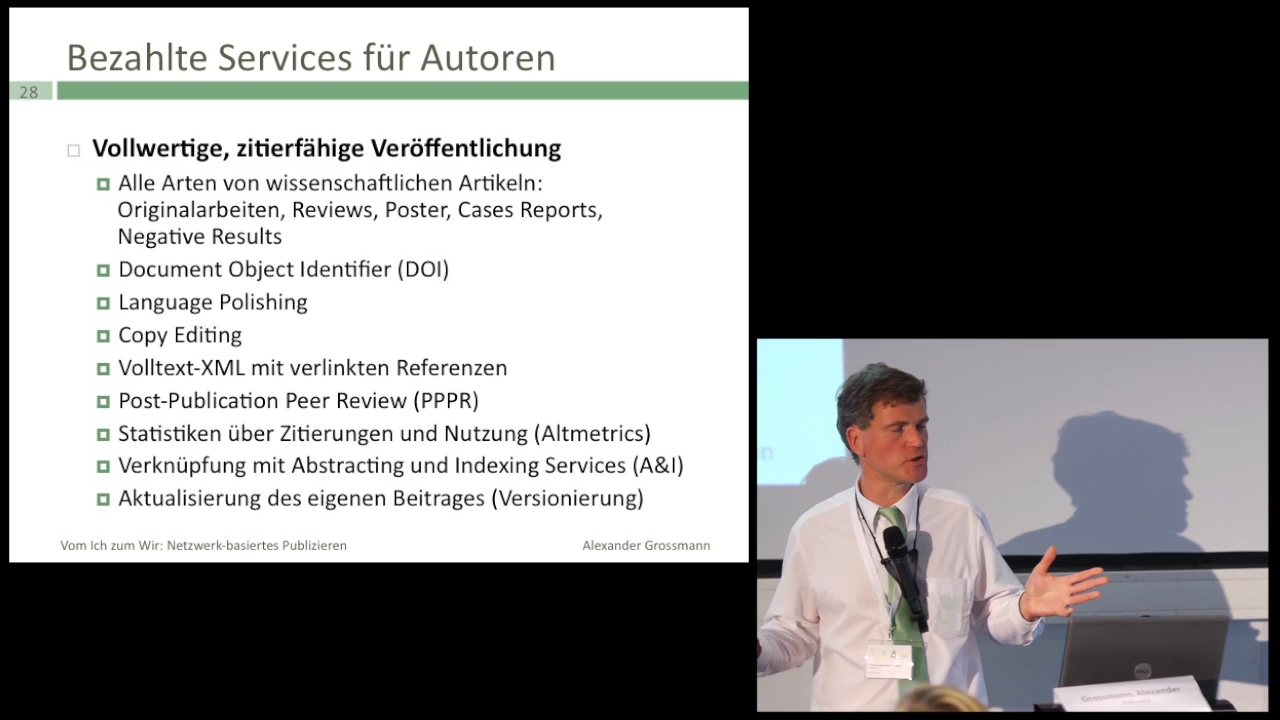 Bezahlte Services für Autoren
28
Vollwertige, zitierfähige Veröffentlichung
Alle Arten von wissenschaftlichen Artikeln:
Originalarbeiten, Reviews, Poster, Cases Reports,
Negative Results
Document Object Identifier (DOI)
Language Polishing
Copy Editing
Volltext-XML mit verlinkten Referenzen
Post-Publication Peer Review (PPPR)
Statistiken über Zitierungen und Nutzung (Altmetrics)
Verknüpfung mit Abstracting und Indexing Services (A&I)
Aktualisierung des eigenen Beitrages (Versionierung)
Vom Ich zum Wir: Netzwerk-basiertes Publizieren
Alexander Grossmann
Grossmann, Alexander